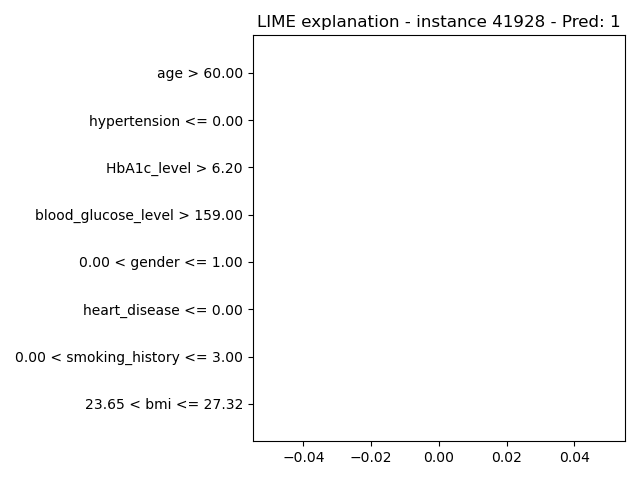 LIME explanation - instance 41928 - Pred: 1
age > 60.00
hypertension <= 0.00
HbA1c_level > 6.20
blood_glucose_level > 159.00
0.00 < gender <= 1.00
heart_disease <= 0.00
0.00 < smoking_history <= 3.00
23.65 < bmi <= 27.32
−0.04 −0.02 0.00 0.02 0.04